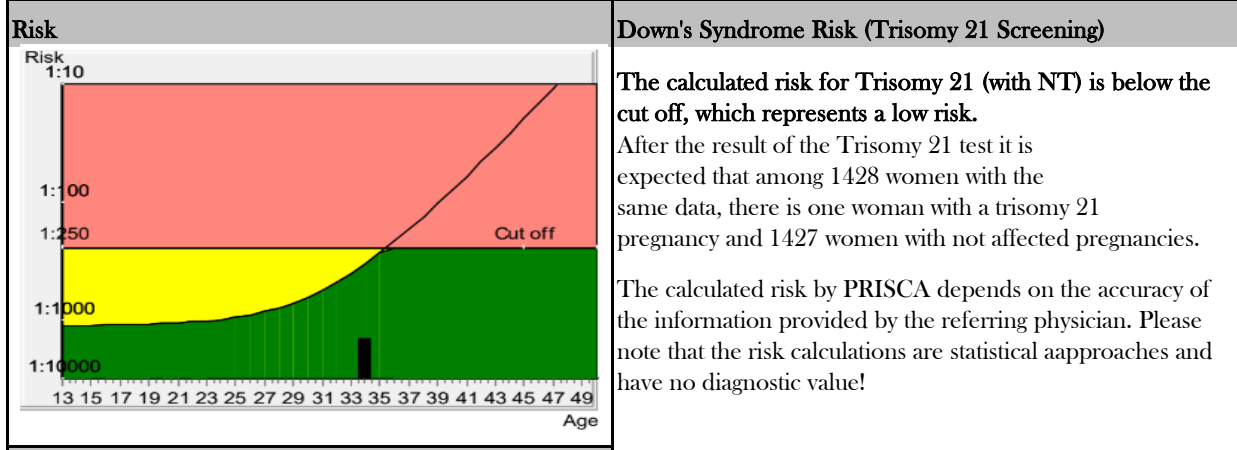 Risk
Risk
1:10
1:100
1:250
Cut off
1:1000
1:10000
13 15 17 19 21 23 25 27 29 31 33 35 37 39 41 43 45 47 49
Age
Down's Syndrome Risk (Trisomy 21 Screening)
The calculated risk for Trisomy 21 (with NT) is below the
cut off, which represents a low risk.
After the result of the Trisomy 21 test it is
expected that among 1428 women with the
same data, there is one woman with a trisomy 21
pregnancy and 1427 women with not affected pregnancies.
The calculated risk by PRISCA depends on the accuracy of
the information provided by the referring physician. Please
note that the risk calculations are statistical aapproaches and
have no diagnostic value!